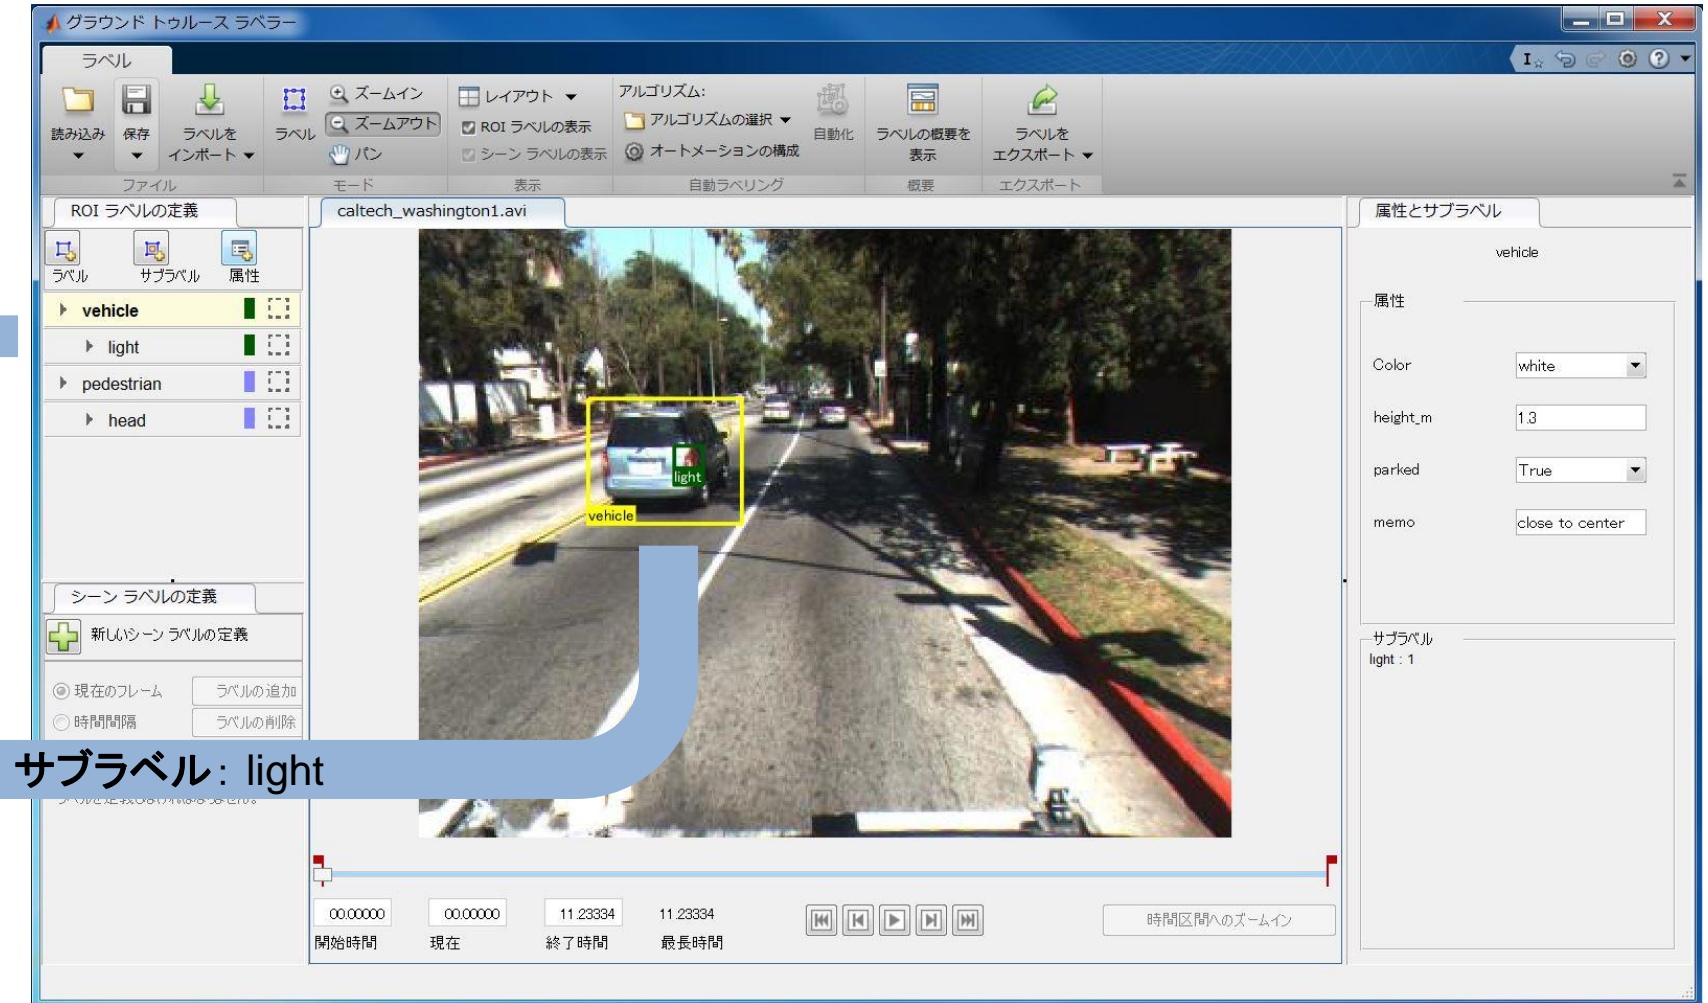 グラウンド トゥルース ラベラー
ラベル
読み込み
保存
ラベルを
インポート
ラベル
ズームイン
ズームアウト
パン
レイアウト
ROI ラベルの表示
シーン ラベルの表示
アルゴリズム:
アルゴリズムの選択
オートメーションの構成
自動化
ラベルの概要を
表示
ラベルを
エクスポート
ファイル
モード
表示
自動ラベリング
概要
エクスポート
ROI ラベルの定義
ラベル
サブラベル
属性
vehicle
light
pedestrian
head
シーン ラベルの定義
新しいシーン ラベルの定義
現在のフレーム
ラベルの追加
時間間隔
ラベルの削除
サブラベル: light
caltech_washington1.avi
light
vehicle
00.00000
00.00000
11.23334
11.23334
開始時間
現在
終了時間
最長時間
時間区間へのズームイン
属性とサブラベル
vehicle
属性
Color
white
height_m
1.3
parked
True
memo
close to center
サブラベル
light : 1